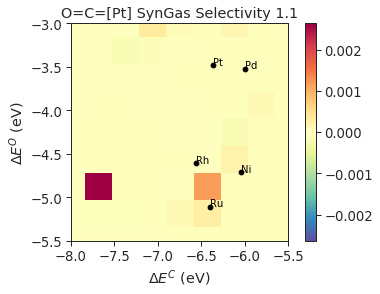 O=C=[Pt] SynGas Selectivity 1.1
−3.0
−3.5
−4.0
−4.5
−5.0
−5.5
ΔE^O (eV)
Pt
Pd
Rh
Ni
Ru
−8.0 −7.5 −7.0 −6.5 −6.0 −5.5
ΔE^C (eV)
0.002
0.001
0.000
−0.001
−0.002